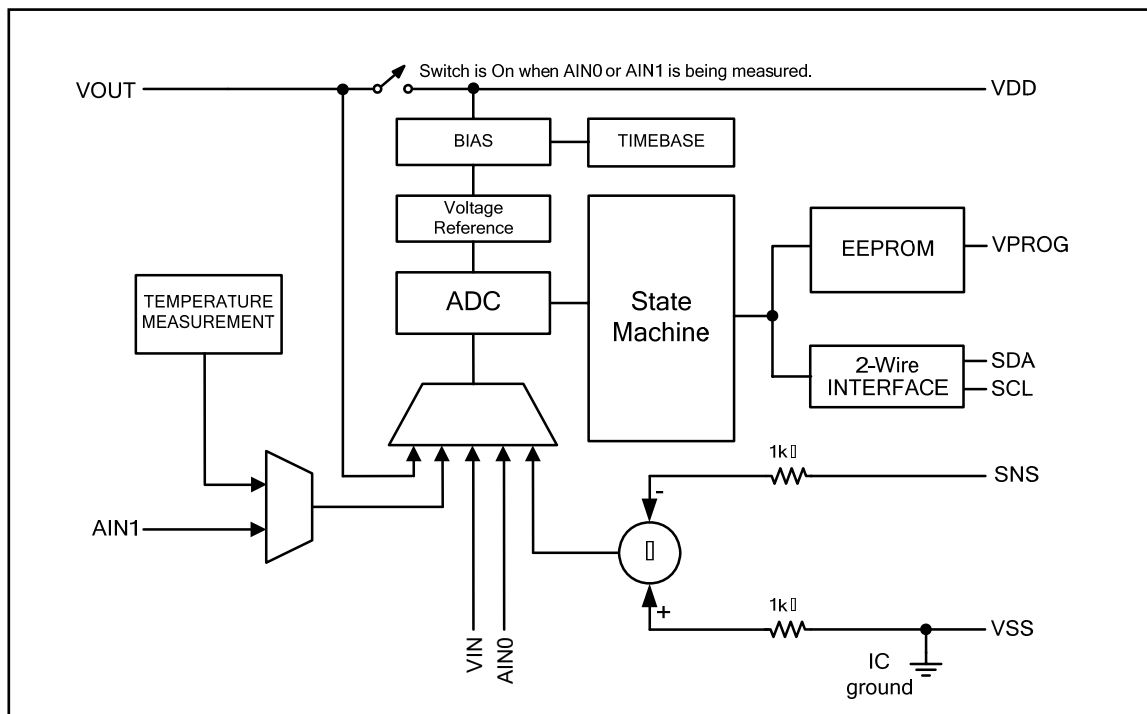 Switch is On when AIN0 or AIN1 is being measured.
VOUT
VDD
BIAS
TIMEBASE
Voltage
Reference
EEPROM
VPROG
TEMPERATURE
MEASUREMENT
ADC
State
Machine
2-Wire
INTERFACE
SDA
SCL
1k▯
SNS
-
AIN1
▯
+
1k▯
VSS
VIN
AIN0
IC
ground